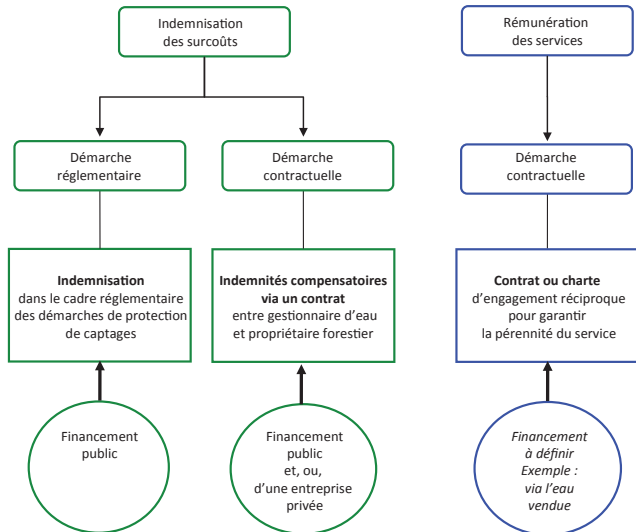 Indemnisation
des surcoûts
Rémunération
des services
Démarche
réglementaire
Démarche
contractuelle
Démarche
contractuelle
Indemnisation
dans le cadre réglementaire
des démarches de protection
de captages
Indemnités compensatoires
via un contrat
entre gestionnaire d'eau
et propriétaire forestier
Contrat ou charte
d'engagement réciproque
pour garantir
la pérennité du service
Financement
public
Financement
public
et, ou,
d'une entreprise
privée
Financement
à définir
Exemple :
via l'eau
vendue